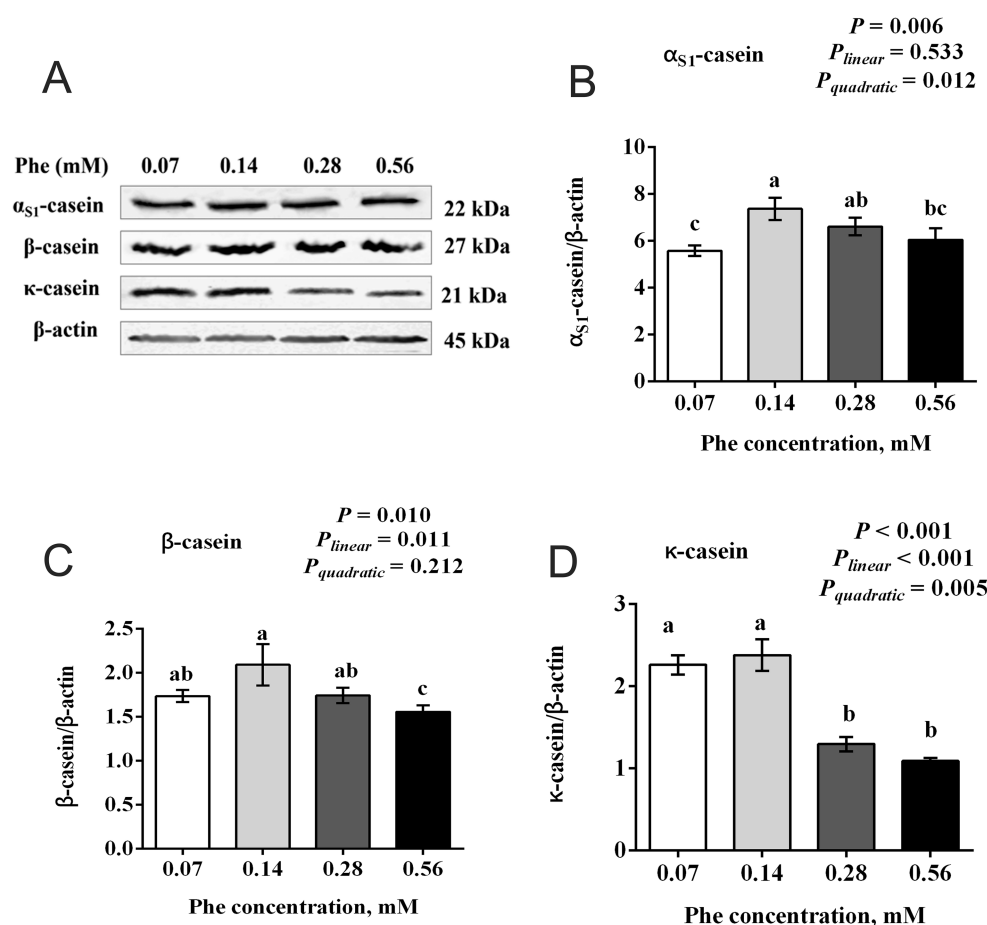 A
Phe (mM) 0.07 0.14 0.28 0.56
αS1-casein 22 kDa
β-casein 27 kDa
κ-casein 21 kDa
β-actin 45 kDa
B
αS1-casein
P = 0.006
Plinear = 0.533
Pquadratic = 0.012
αS1-casein/β-actin
10
8
6
4
2
0
c a ab bc
0.07 0.14 0.28 0.56
Phe concentration, mM
C
β-casein
P = 0.010
Plinear = 0.011
Pquadratic = 0.212
β-casein/β-actin
2.5
2.0
1.5
1.0
0.5
0.0
ab a ab c
0.07 0.14 0.28 0.56
Phe concentration, mM
D
κ-casein
P < 0.001
Plinear < 0.001
Pquadratic = 0.005
κ-casein/β-actin
3
2
1
0
a a b b
0.07 0.14 0.28 0.56
Phe concentration, mM